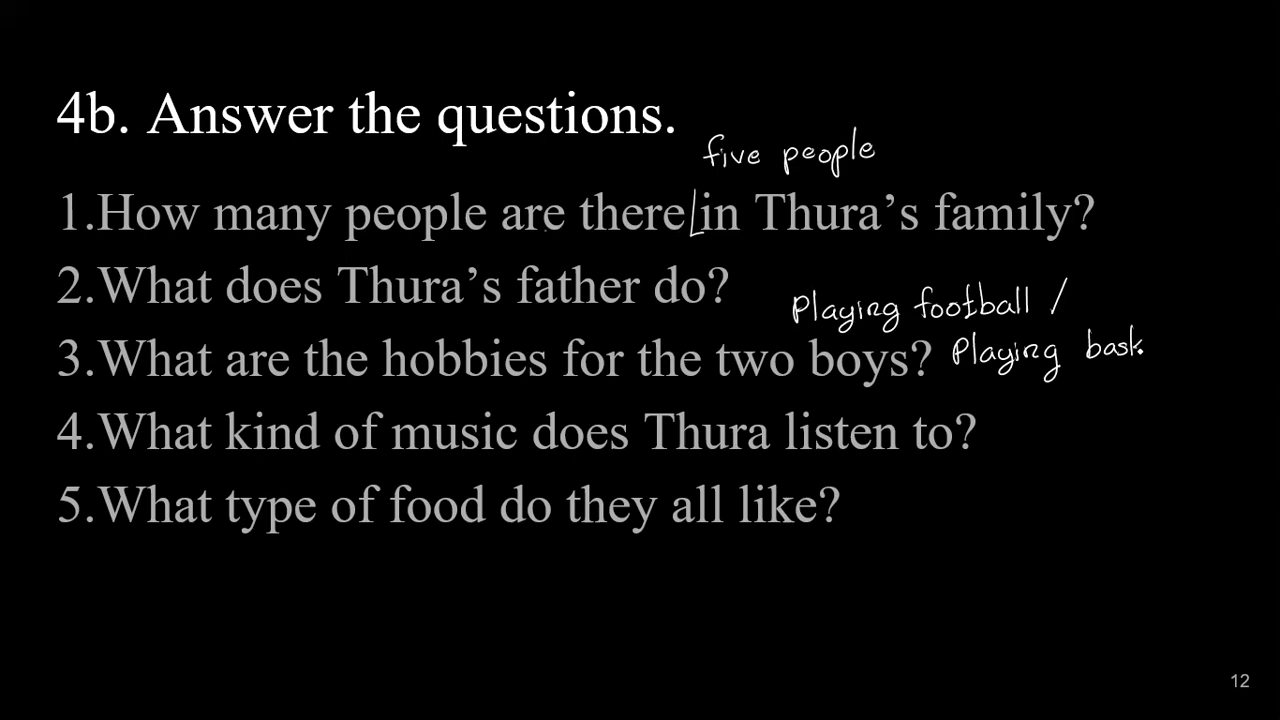 4b. Answer the questions.
five people
1.How many people are there in Thura's family?
2.What does Thura's father do?
Playing football /
3.What are the hobbies for the two boys? Playing bask.
4.What kind of music does Thura listen to?
5.What type of food do they all like?
12